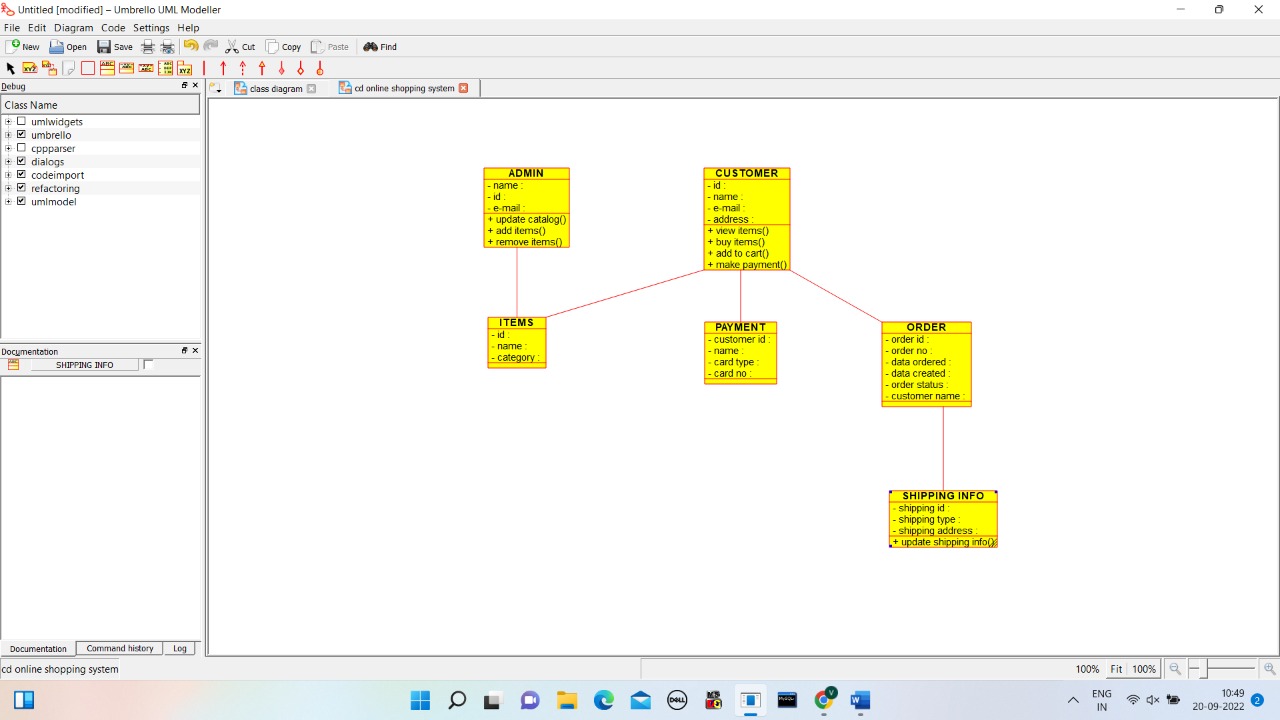 Untitled [modified] – Umbrello UML Modeller
File Edit Diagram Code Settings Help
New Open Save Cut Copy Paste Find
Debug
class diagram cd online shopping system
Class Name
umlwidgets
umbrello
cppparser
dialogs
codeimport
refactoring
umlmodel
Documentation
SHIPPING INFO
Documentation Command history Log
ADMIN
- name :
- id :
- e-mail :
+ update catalog()
+ add items()
+ remove items()
CUSTOMER
- id :
- name :
- e-mail :
- address :
+ view items()
+ buy items()
+ add to cart()
+ make payment()
ITEMS
- id :
- name :
- category :
PAYMENT
- customer id :
- name :
- card type :
- card no :
ORDER
- order id :
- order no :
- data ordered :
- data created :
- order status :
- customer name :
SHIPPING INFO
- shipping id :
- shipping type :
- shipping address :
+ update shipping info()
cd online shopping system
100% Fit 100%
ENG
IN
10:49
20-09-2022
2